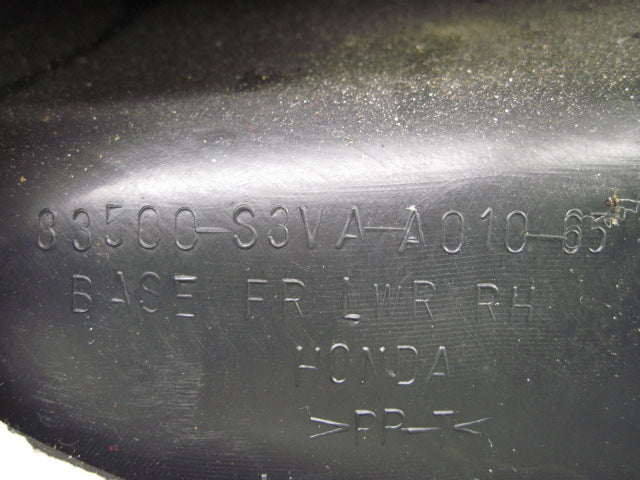 83500-S3VA-A010-65
BASE FR LWR RH
HONDA
>PP-T<